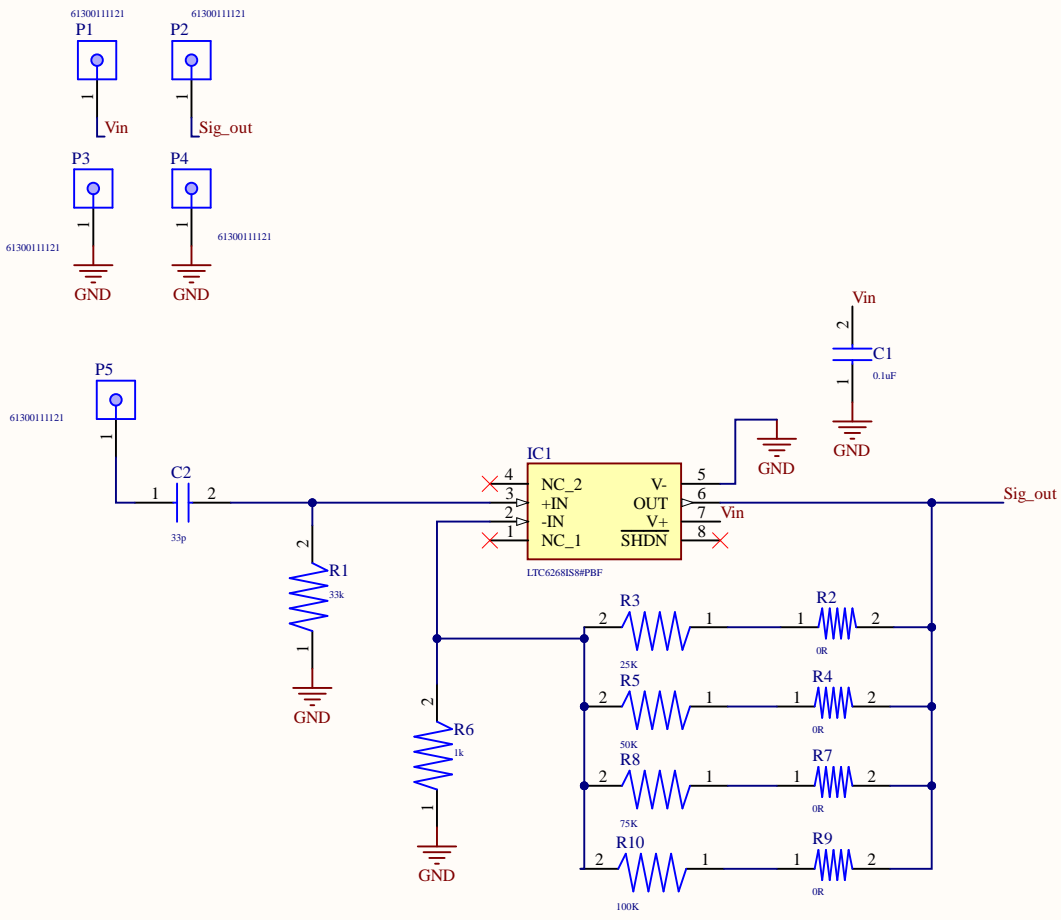 61300111121
61300111121
P1
P2
1
1
Vin
Sig_out
P3
P4
1
1
61300111121
61300111121
GND
GND
Vin
2
C1
0.1uF
1
GND
P5
61300111121
1
C2
1
2
33p
IC1
4
NC_2
V-
5
GND
3
+IN
OUT
6
Sig_out
2
-IN
V+
7
Vin
1
NC_1
SHDN
8
LTC6268IS8#PBF
2
R1
33k
1
GND
R3
R2
2
1
1
2
25K
0R
R5
R4
2
1
1
2
50K
0R
R8
R7
2
1
1
2
75K
0R
R10
R9
2
1
1
2
100K
0R
2
R6
1k
1
GND